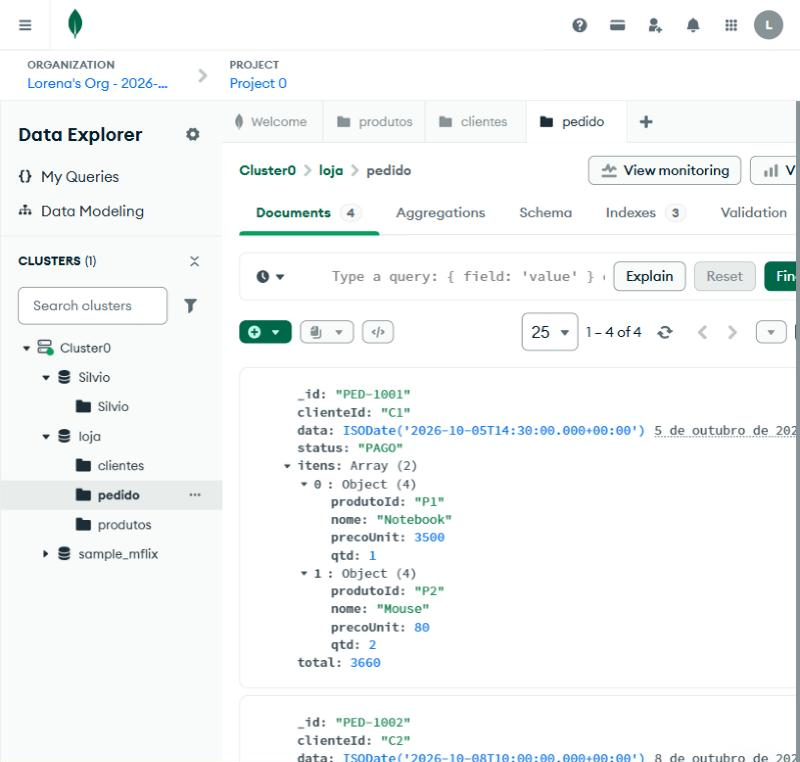 L
ORGANIZATION
PROJECT
Lorena's Org - 2026-...
Project 0
Data Explorer
My Queries
Data Modeling
CLUSTERS (1)
Search clusters
Cluster0
Silvio
Silvio
loja
clientes
pedido
produtos
sample_mflix
Welcome
produtos
clientes
pedido
Cluster0 > loja > pedido
View monitoring
V
Documents 4
Aggregations
Schema
Indexes 3
Validation
Type a query: { field: 'value' }
Explain
Reset
Fin
25
1 – 4 of 4
_id: "PED-1001"
clienteId: "C1"
data: ISODate('2026-10-05T14:30:00.000+00:00') 5 de outubro de 202
status: "PAGO"
itens: Array (2)
0: Object (4)
produtoId: "P1"
nome: "Notebook"
precoUnit: 3500
qtd: 1
1: Object (4)
produtoId: "P2"
nome: "Mouse"
precoUnit: 80
qtd: 2
total: 3660
_id: "PED-1002"
clienteId: "C2"
data: ISODate('2026-10-08T10:00:00.000+00:00') 8 de outubro de 202